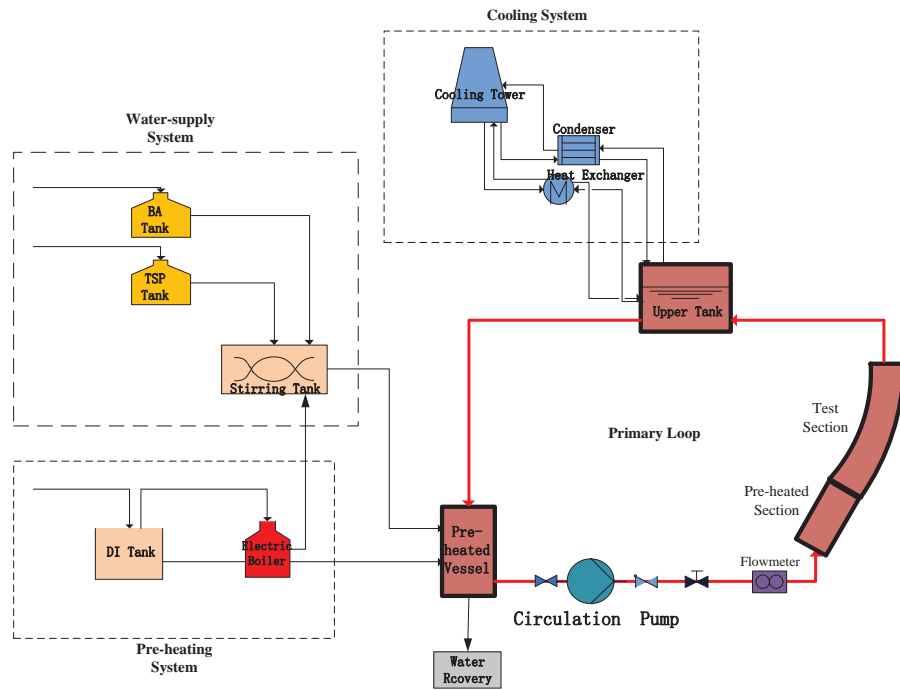 Cooling System
Cooling Tower
Condenser
Heat Exchanger
Water-supply
System
BA
Tank
TSP
Tank
Stirring Tank
Upper Tank
Primary Loop
Test
Section
Pre-heated
Section
DI Tank
Electric
Boiler
Pre-
heated
Vessel
Flowmeter
Circulation Pump
Pre-heating
System
Water
Rcovery